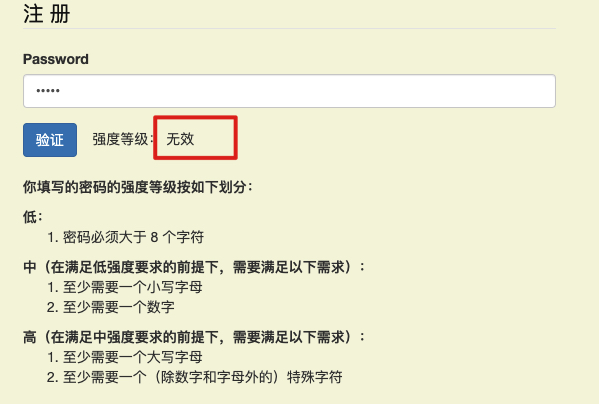 注 册
Password
•••••
验证 强度等级： 无效
你填写的密码的强度等级按如下划分：
低：
1. 密码必须大于 8 个字符
中（在满足低强度要求的前提下，需要满足以下需求）：
1. 至少需要一个小写字母
2. 至少需要一个数字
高（在满足中强度要求的前提下，需要满足以下需求）：
1. 至少需要一个大写字母
2. 至少需要一个（除数字和字母外的）特殊字符